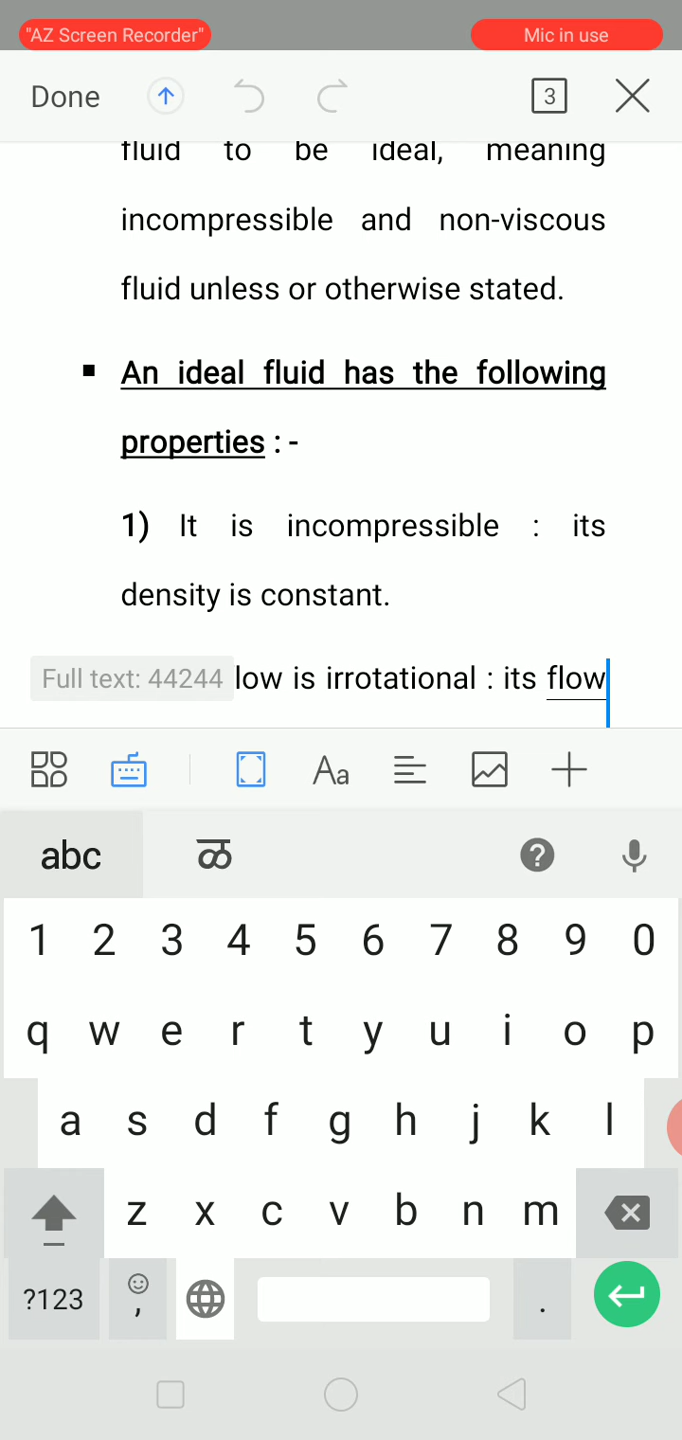 "AZ Screen Recorder" Mic in use
Done 3
fluid to be ideal, meaning
incompressible and non-viscous
fluid unless or otherwise stated.
▪ An ideal fluid has the following
properties : -
1) It is incompressible : its
density is constant.
Full text: 44244 low is irrotational : its flow
Aa
abc ळ ?
1 2 3 4 5 6 7 8 9 0
q w e r t y u i o p
a s d f g h j k l
z x c v b n m
?123 , .